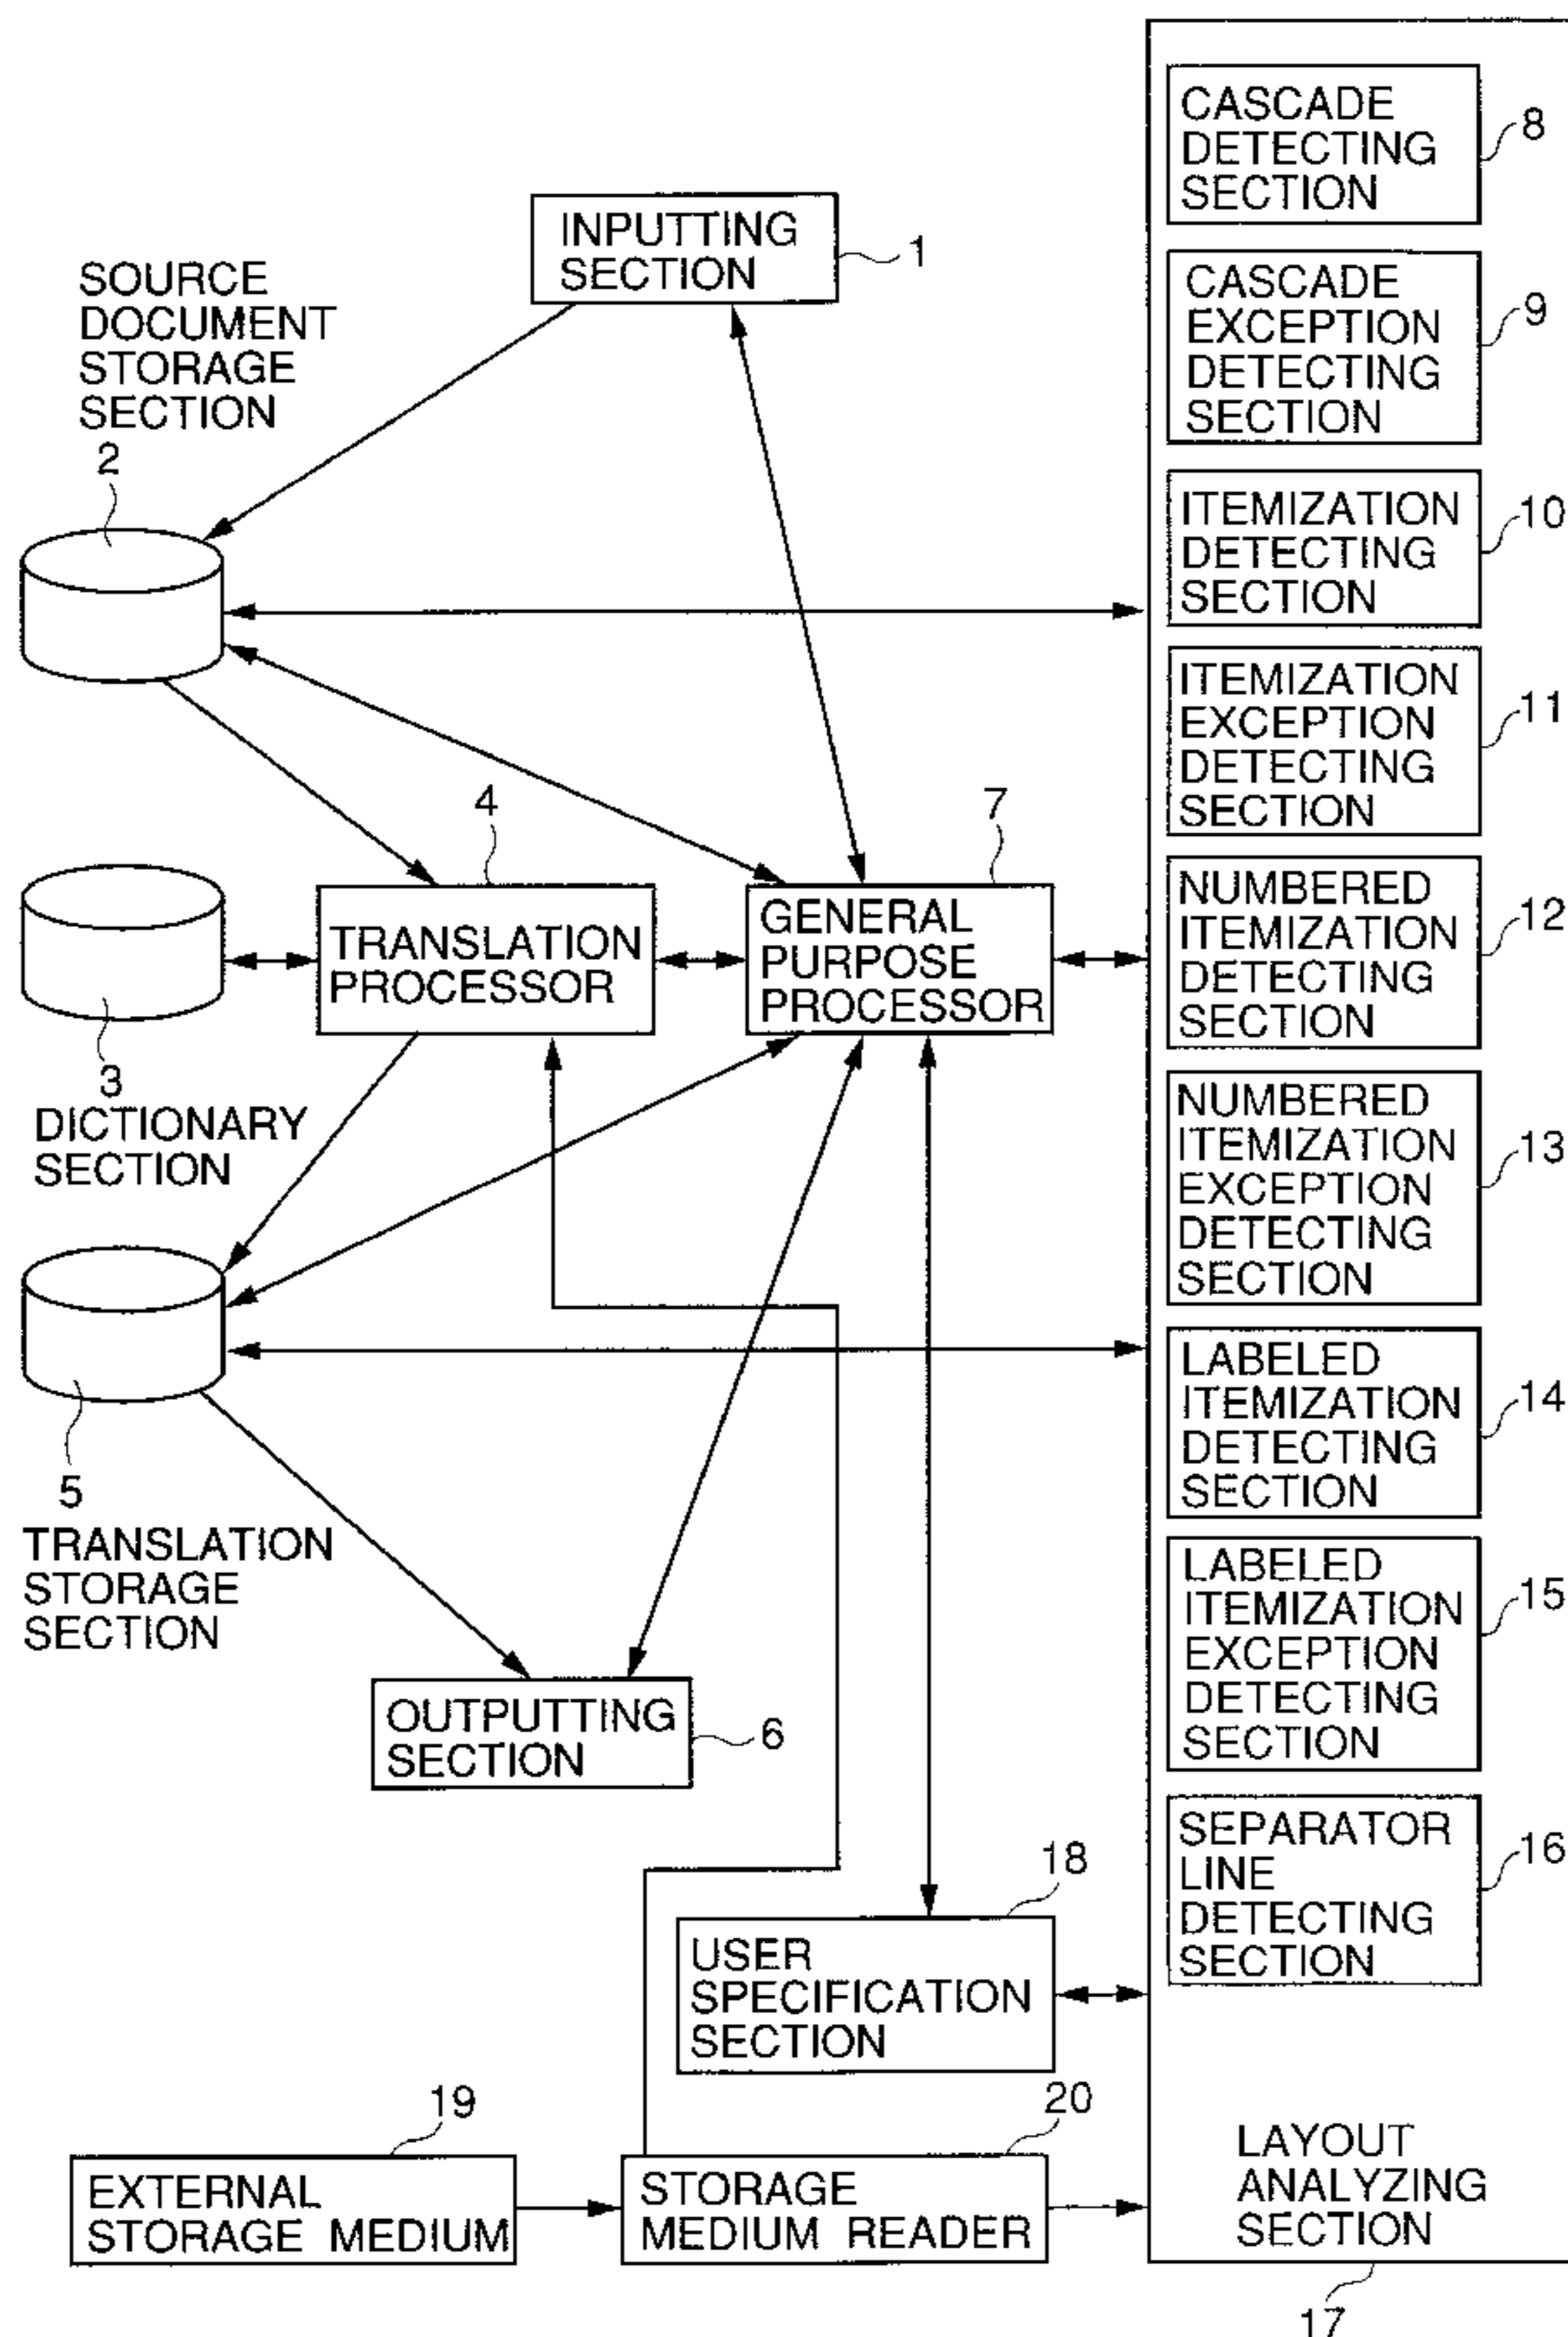 INPUTTING
SECTION
1
SOURCE
DOCUMENT
STORAGE
SECTION
2
4
TRANSLATION
PROCESSOR
7
GENERAL
PURPOSE
PROCESSOR
3
DICTIONARY
SECTION
5
TRANSLATION
STORAGE
SECTION
OUTPUTTING
SECTION
6
18
USER
SPECIFICATION
SECTION
19
EXTERNAL
STORAGE MEDIUM
20
STORAGE
MEDIUM READER
CASCADE
DETECTING
SECTION
8
CASCADE
EXCEPTION
DETECTING
SECTION
9
ITEMIZATION
DETECTING
SECTION
10
ITEMIZATION
EXCEPTION
DETECTING
SECTION
11
NUMBERED
ITEMIZATION
DETECTING
SECTION
12
NUMBERED
ITEMIZATION
EXCEPTION
DETECTING
SECTION
13
LABELED
ITEMIZATION
DETECTING
SECTION
14
LABELED
ITEMIZATION
EXCEPTION
DETECTING
SECTION
15
SEPARATOR
LINE
DETECTING
SECTION
16
LAYOUT
ANALYZING
SECTION
17